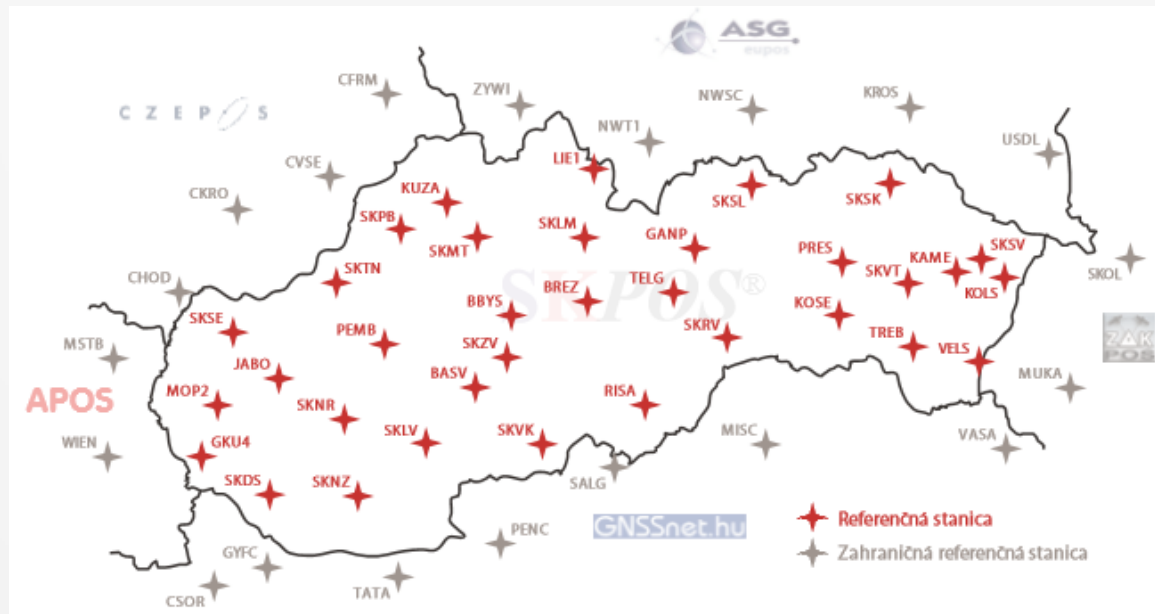 ASG
eupos
CFRM
ZYWI
NWSC
KROS
CZEPOS
NWT1
USDL
LIE1
CVSE
CKRO
KUZA
SKSL
SKSK
SKPB
SKMT
SKLM
GANP
PRES
KAME
SKSV
SKOL
CHOD
SKTN
SKPOS®
BREZ
TELG
SKVT
KOLS
BBYS
KOSE
SKSE
PEMB
SKZV
SKRV
TREB
VELS
ZAK
POS
MSTB
JABO
BASV
MUKA
APOS
MOP2
SKNR
RISA
WIEN
GKU4
SKLV
SKVK
MISC
VASA
SKDS
SKNZ
SALG
GNSSnet.hu
Referenčná stanica
PENC
Zahraničná referenčná stanica
GYFC
CSOR
TATA